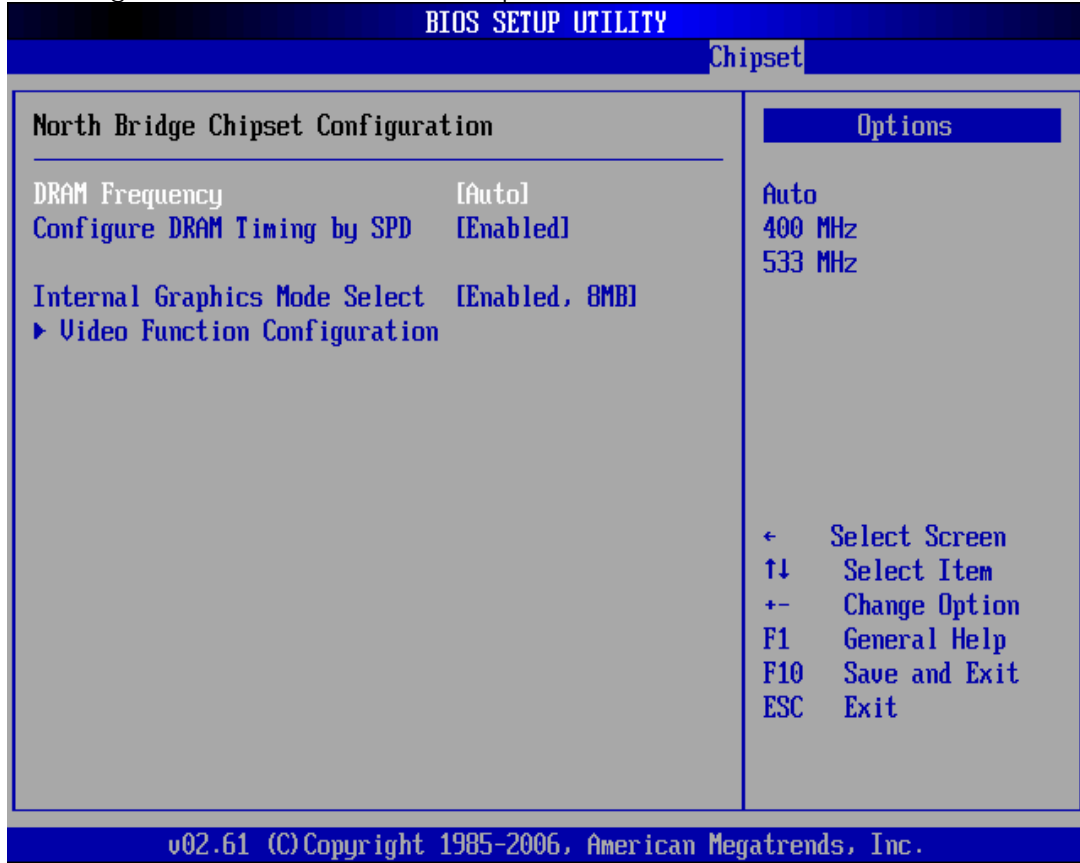 BIOS SETUP UTILITY
Chipset
North Bridge Chipset Configuration
DRAM Frequency [Auto]
Configure DRAM Timing by SPD [Enabled]
Internal Graphics Mode Select [Enabled, 8MB]
▶ Video Function Configuration
Options
Auto
400 MHz
533 MHz
← Select Screen
↑↓ Select Item
+- Change Option
F1 General Help
F10 Save and Exit
ESC Exit
v02.61 (C)Copyright 1985-2006, American Megatrends, Inc.